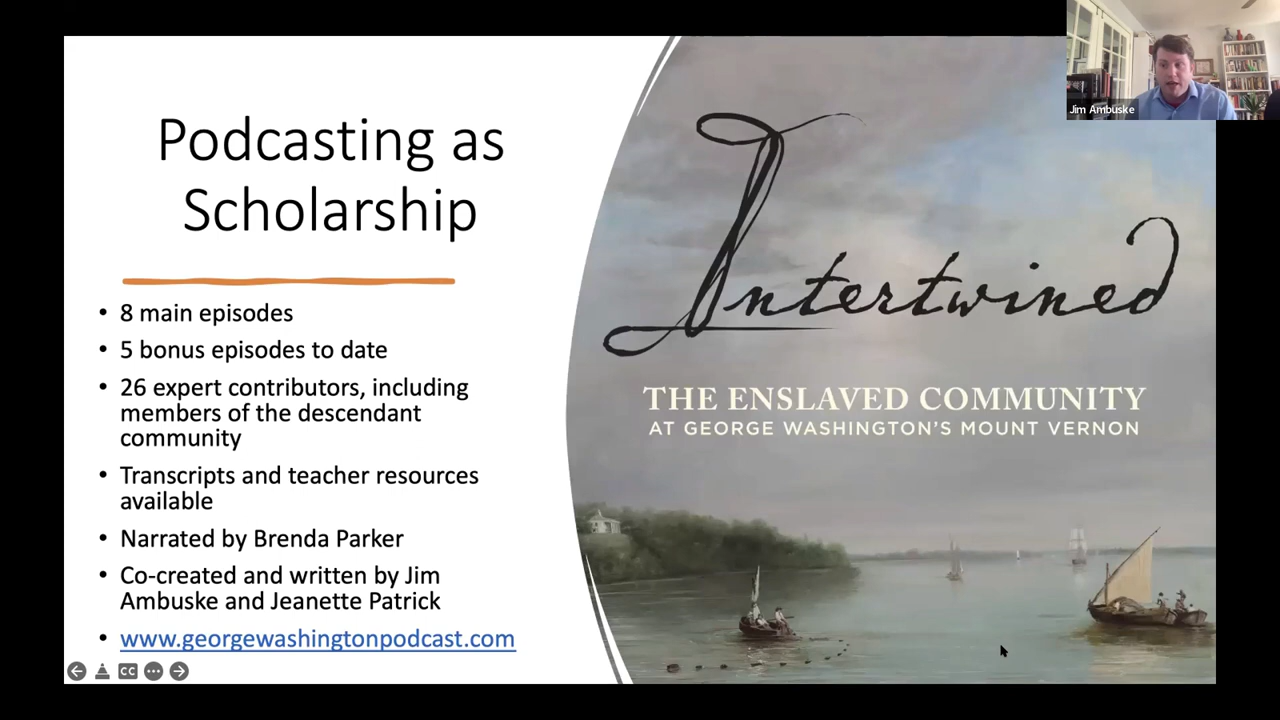 Podcasting as
Scholarship
• 8 main episodes
• 5 bonus episodes to date
• 26 expert contributors, including
members of the descendant
community
• Transcripts and teacher resources
available
• Narrated by Brenda Parker
• Co-created and written by Jim
Ambuske and Jeanette Patrick
• www.georgewashingtonpodcast.com
CC
Intertwined
THE ENSLAVED COMMUNITY
AT GEORGE WASHINGTON'S MOUNT VERNON
Jim Ambuske